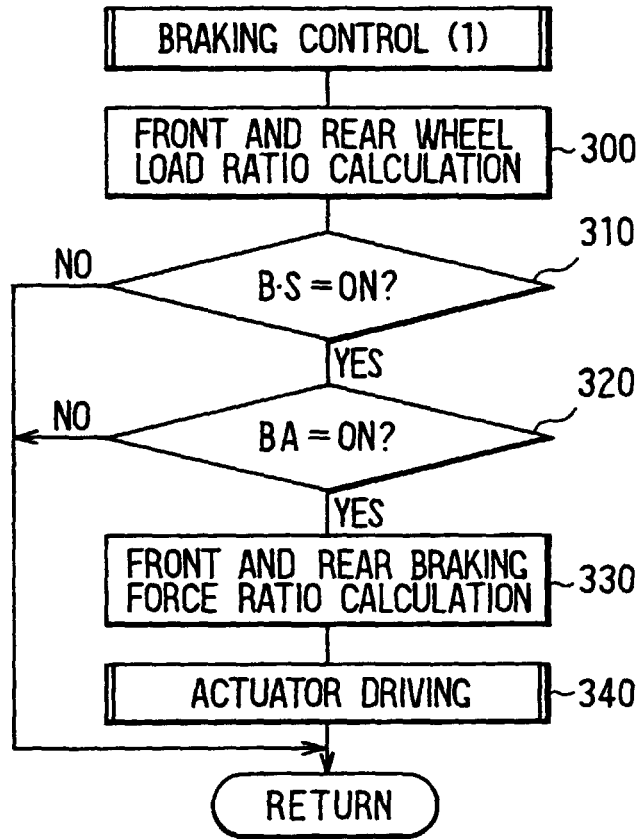 BRAKING CONTROL (1)
FRONT AND REAR WHEEL
LOAD RATIO CALCULATION
300
310
NO
B·S=ON?
YES
320
NO
BA=ON?
YES
FRONT AND REAR BRAKING
FORCE RATIO CALCULATION
330
ACTUATOR DRIVING
340
RETURN